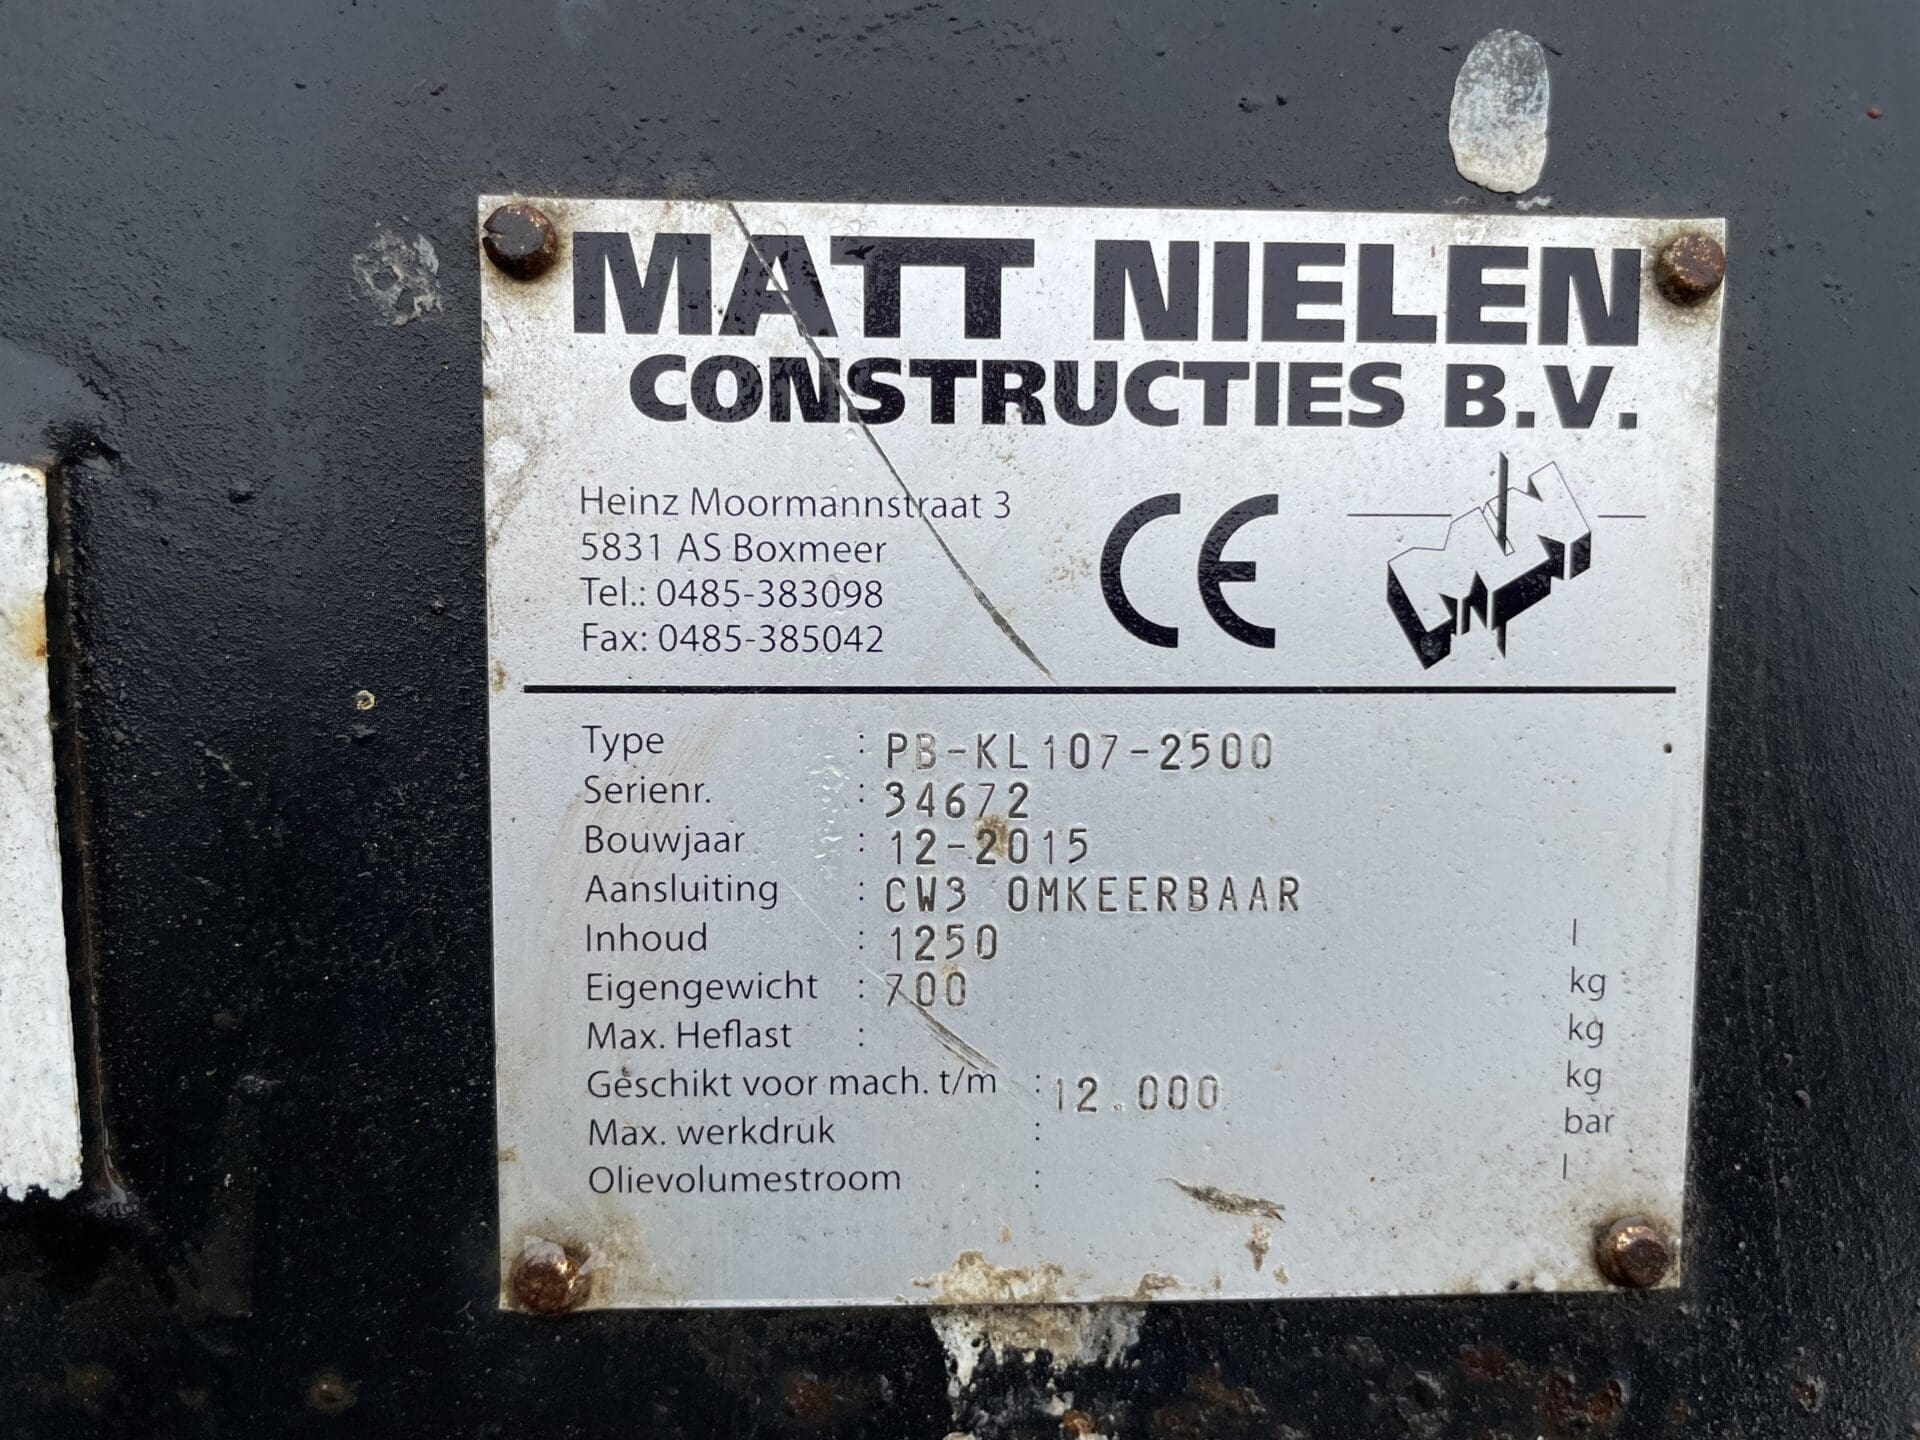 MATT NIELEN
CONSTRUCTIES B.V.
Heinz Moormannstraat 3
5831 AS Boxmeer
Tel.: 0485-383098
Fax: 0485-385042
CE
Type : PB-KL107-2500
Serienr. : 34672
Bouwjaar : 12-2015
Aansluiting : CW3 OMKEERBAAR
Inhoud : 1250 l
Eigengewicht : 700 kg
Max. Heflast : kg
Geschikt voor mach. t/m : 12.000 kg
Max. werkdruk : bar
Olievolumestroom : l